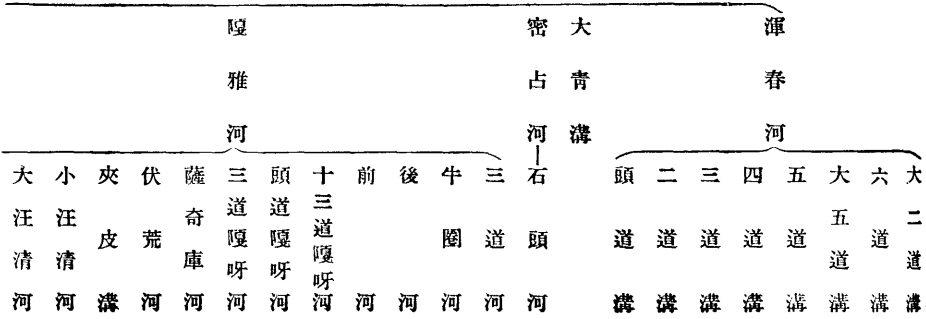 渾春河
大二道溝
六道溝
大五道溝
五道溝
四道溝
三道溝
二道溝
頭道溝
大青溝
密占河
石頭河
嘎雅河
三道河
牛圈河
後河
前河
十三道嘎呀河
頭道嘎呀河
三道嘎呀河
薩奇庫河
伏荒河
夾皮溝
小汪清河
大汪清河